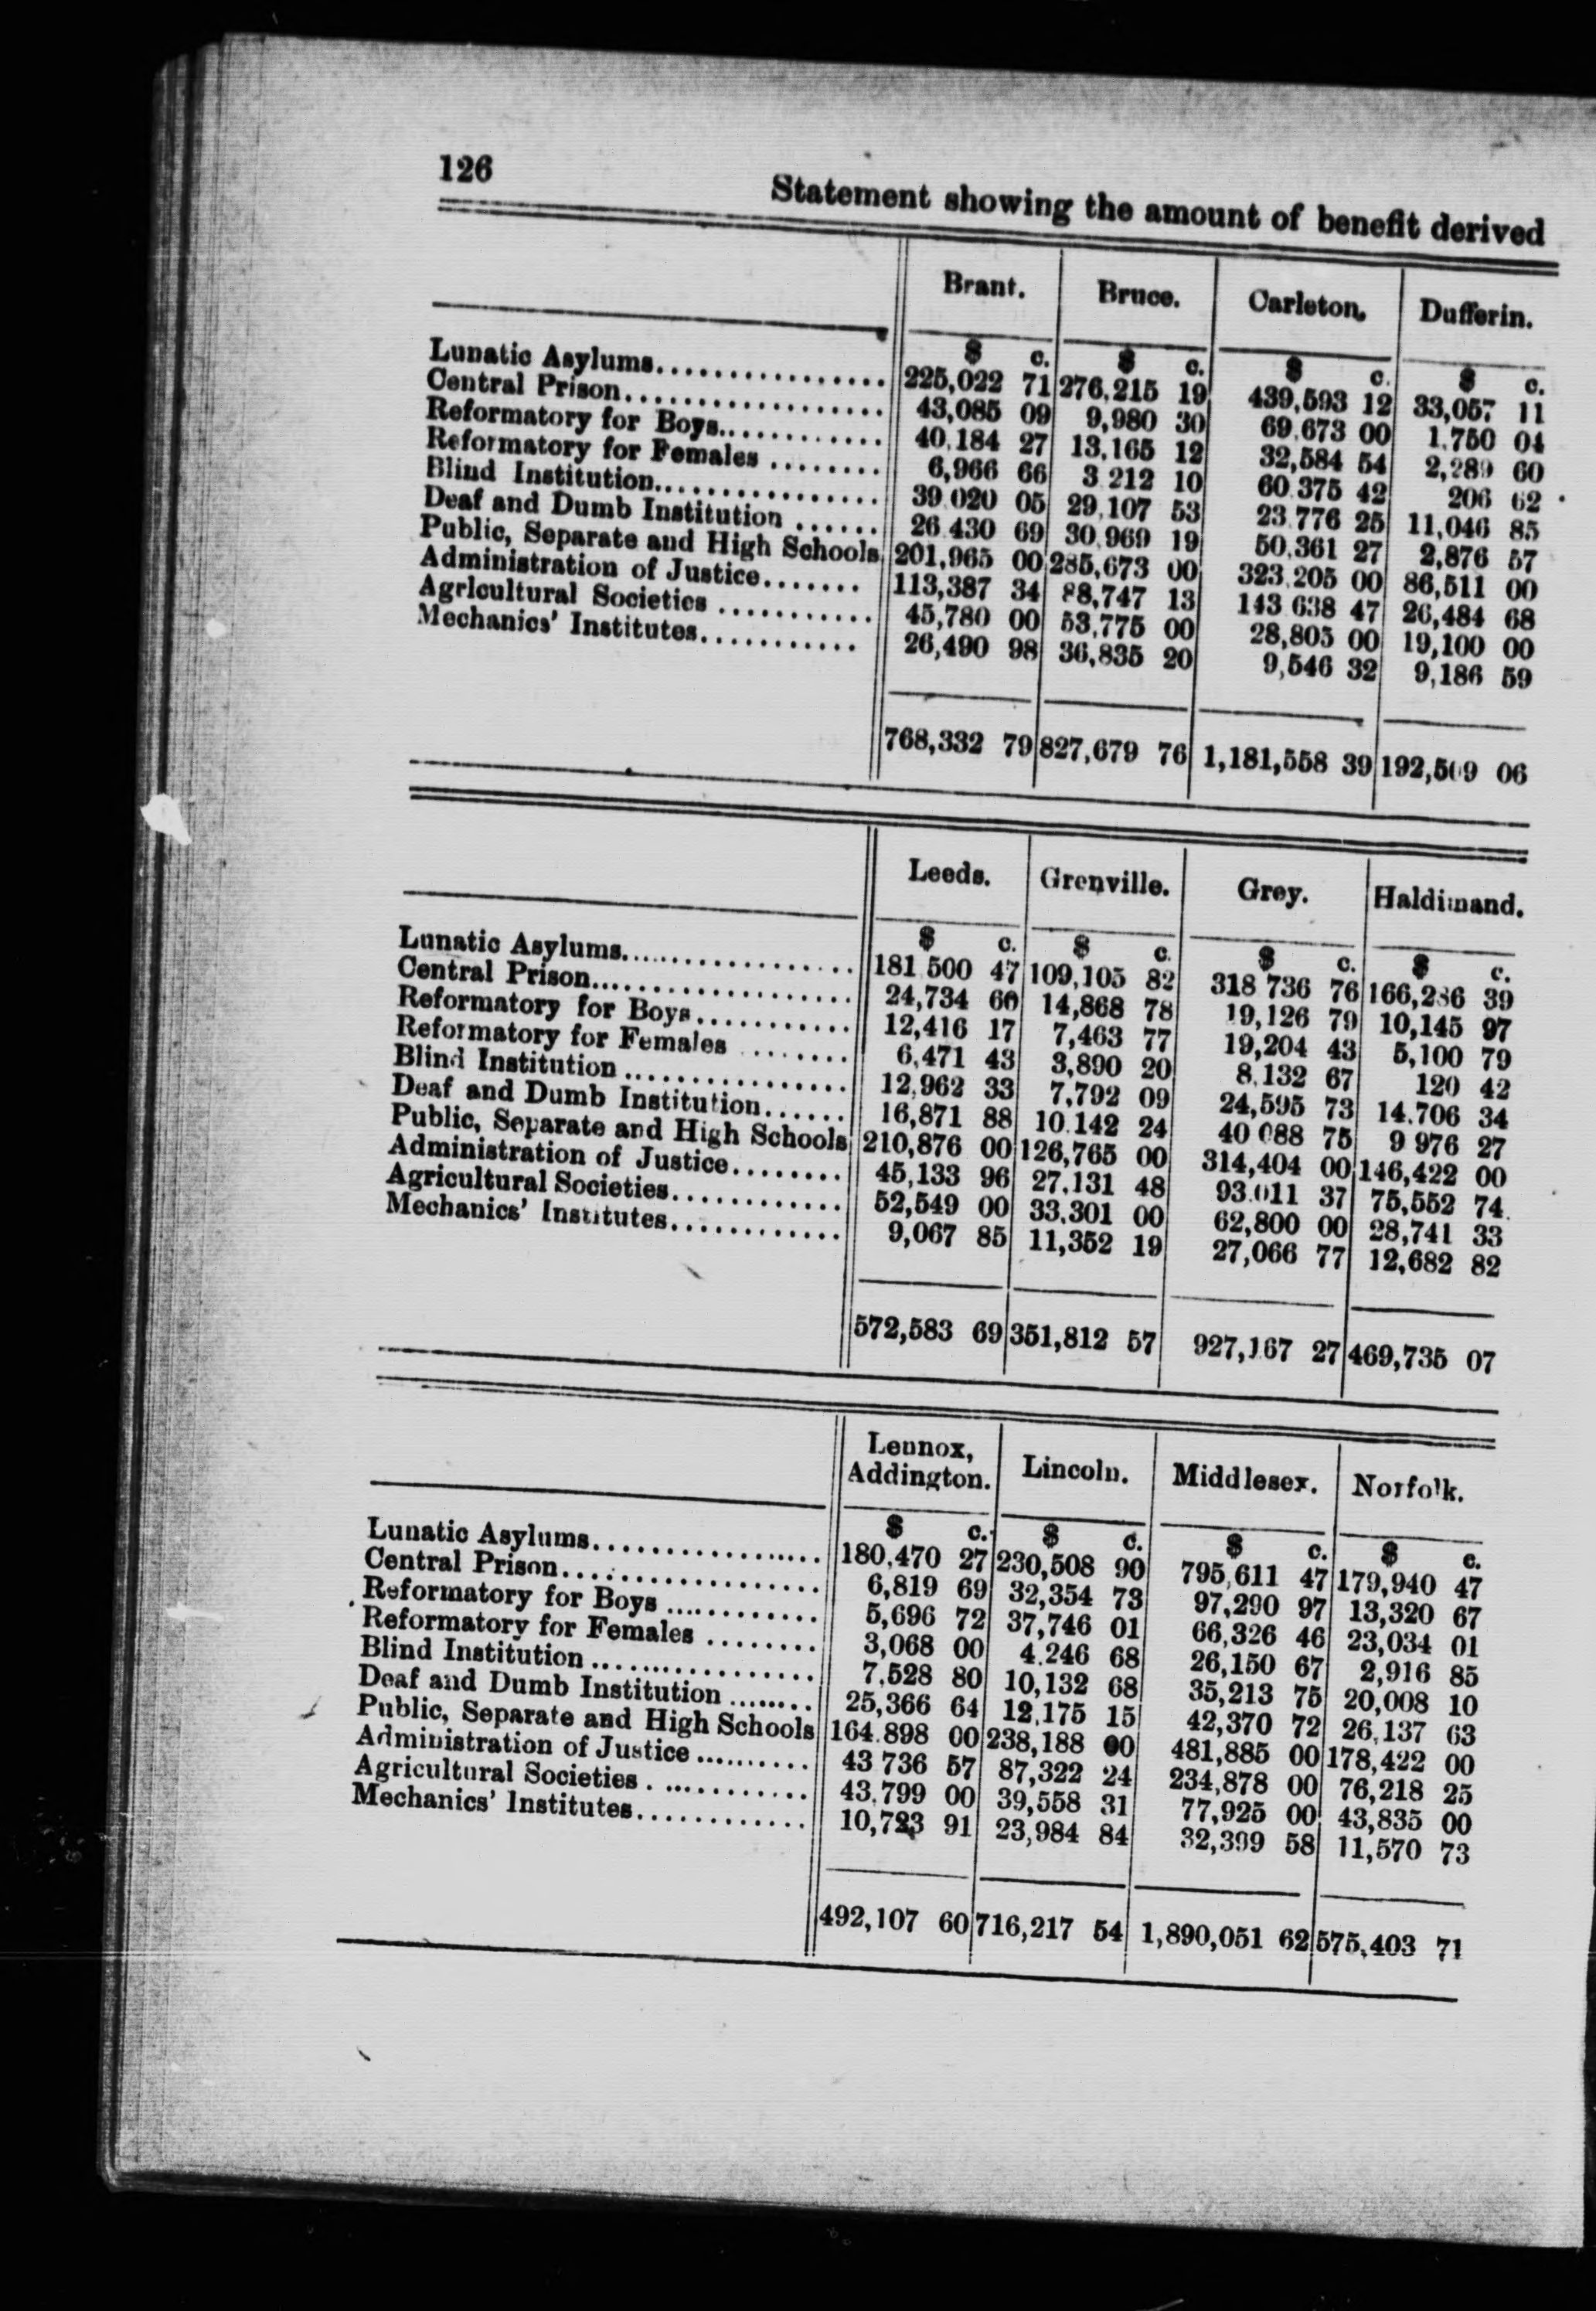 126
Statement showing the amount of benefit derived
Brant. Bruce. Carleton. Dufferin.
$ c. $ c. $ c. $ c.
Lunatic Asylums................ 225,022 71 276,215 19 439,593 12 33,057 11
Central Prison.................. 43,085 09 9,980 30 69,673 00 1,750 04
Reformatory for Boys............ 40,184 27 13,165 12 32,584 54 2,289 60
Reformatory for Females ........ 6,966 66 3 212 10 60,375 42 206 62
Blind Institution................ 39 020 05 29,107 53 23 776 25 11,046 85
Deaf and Dumb Institution ...... 26 430 69 30,969 19 50,361 27 2,876 57
Public, Separate and High Schools 201,965 00 285,673 00 323,205 00 86,511 00
Administration of Justice....... 113,387 34 88,747 13 143 638 47 26,484 68
Agricultural Societies ........... 45,780 00 53,775 00 28,805 00 19,100 00
Mechanics' Institutes............ 26,490 98 36,835 20 9,546 32 9,186 59
768,332 79 827,679 76 1,181,558 39 192,509 06
Leeds. Grenville. Grey. Haldimand.
$ c. $ c. $ c. $ c.
Lunatic Asylums................. 181 500 47 109,105 82 318 736 76 166,286 39
Central Prison................... 24,734 60 14,868 78 19,126 79 10,145 97
Reformatory for Boys............ 12,416 17 7,463 77 19,204 43 5,100 79
Reformatory for Females ........ 6,471 43 3,890 20 8,132 67 120 42
Blind Institution ................ 12,962 33 7,792 09 24,595 73 14,706 34
Deaf and Dumb Institution...... 16,871 88 10,142 24 40 088 75 9 976 27
Public, Separate and High Schools 210,876 00 126,765 00 314,404 00 146,422 00
Administration of Justice........ 45,133 96 27,131 48 93,011 37 75,552 74
Agricultural Societies............ 52,549 00 33,301 00 62,800 00 28,741 33
Mechanics' Institutes............ 9,067 85 11,352 19 27,066 77 12,682 82
572,583 69 351,812 57 927,167 27 469,735 07
Lennox,
Addington. Lincoln. Middlesex. Norfolk.
$ c. $ c. $ c. $ c.
Lunatic Asylums................. 180,470 27 230,508 90 795,611 47 179,940 47
Central Prison................... 6,819 69 32,354 73 97,290 97 13,320 67
Reformatory for Boys ............ 5,696 72 37,746 01 66,326 46 23,034 01
Reformatory for Females ........ 3,068 00 4,246 68 26,150 67 2,916 85
Blind Institution ................ 7,528 80 10,132 68 35,213 75 20,008 10
Deaf and Dumb Institution ........ 25,366 64 12,175 15 42,370 72 26,137 63
Public, Separate and High Schools 164,898 00 238,188 00 481,885 00 178,422 00
Administration of Justice .......... 43 736 57 87,322 24 234,878 00 76,218 25
Agricultural Societies ............ 43,799 00 39,558 31 77,925 00 43,835 00
Mechanics' Institutes............ 10,723 91 23,984 84 32,399 58 11,570 73
492,107 60 716,217 54 1,890,051 62 575,403 71